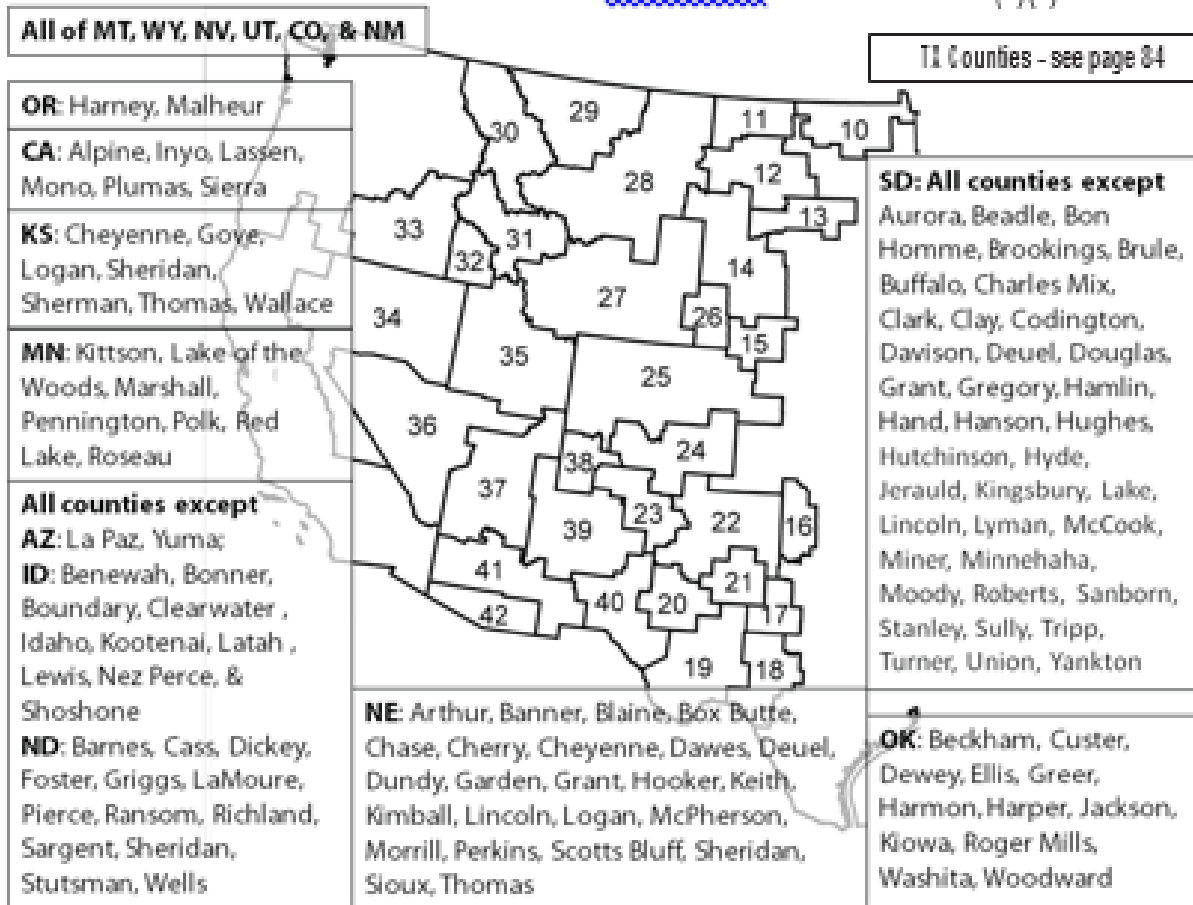 All of MT, WY, NV, UT, CO, & NM
TX Counties - see page 84
OR: Harney, Malheur
CA: Alpine, Inyo, Lassen,
Mono, Plumas, Sierra
KS: Cheyenne, Gove,
Logan, Sheridan,
Sherman, Thomas, Wallace
MN: Kittson, Lake of the
Woods, Marshall,
Pennington, Polk, Red
Lake, Roseau
All counties except
AZ: La Paz, Yuma;
ID: Benewah, Bonner,
Boundary, Clearwater ,
Idaho, Kootenai, Latah ,
Lewis, Nez Perce, &
Shoshone
ND: Barnes, Cass, Dickey,
Foster, Griggs, LaMoure,
Pierce, Ransom, Richland,
Sargent, Sheridan,
Stutsman, Wells
29
11
10
30
12
28
13
33
31
32
14
27
34
26
15
35
25
36
24
38
37
23
22
16
39
41
21
40
20
42
17
19
18
NE: Arthur, Banner, Blaine, Box Butte,
Chase, Cherry, Cheyenne, Dawes, Deuel,
Dundy, Garden, Grant, Hooker, Keith,
Kimball, Lincoln, Logan, McPherson,
Morrill, Perkins, Scotts Bluff, Sheridan,
Sioux, Thomas
SD: All counties except
Aurora, Beadle, Bon
Homme, Brookings, Brule,
Buffalo, Charles Mix,
Clark, Clay, Codington,
Davison, Deuel, Douglas,
Grant, Gregory, Hamlin,
Hand, Hanson, Hughes,
Hutchinson, Hyde,
Jerauld, Kingsbury, Lake,
Lincoln, Lyman, McCook,
Miner, Minnehaha,
Moody, Roberts, Sanborn,
Stanley, Sully, Tripp,
Turner, Union, Yankton
OK: Beckham, Custer,
Dewey, Ellis, Greer,
Harmon, Harper, Jackson,
Kiowa, Roger Mills,
Washita, Woodward